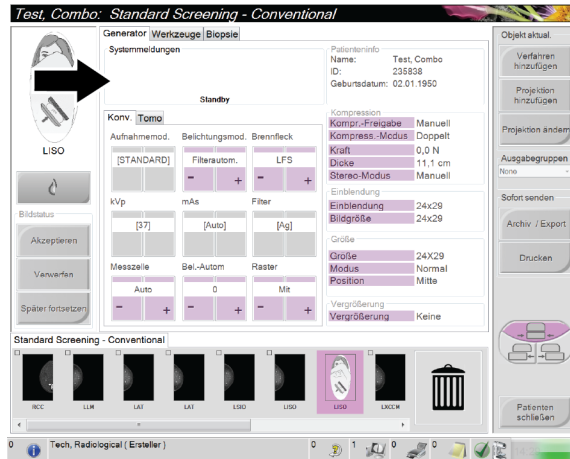 Test, Combo: Standard Screening - Conventional
Generator Werkzeuge Biopsie
Systemmeldungen
Standby
Patienteninfo
Name: Test, Combo
ID: 235838
Geburtsdatum: 02.01.1950
Kompression
Kompr.-Freigabe Manuell
Kompress.-Modus Doppelt
Kraft 0,0 N
Dicke 11,1 cm
Stereo-Modus Manuell
Einblendung
Einblendung 24x29
Bildgröße 24x29
Größe
Größe 24X29
Modus Normal
Position Mitte
Vergrößerung
Vergrößerung Keine
Konv. Tomo
Aufnahmemod. Belichtungsmod. Brennfleck
[STANDARD] Filterautom. LFS
- + - +
kVp mAs Filter
[37] [Auto] [Ag]
Messzelle Bel.-Autom Raster
Auto 0 Mit
- + - +
LISO
Bildstatus
Akzeptieren
Verwerfen
Später fortsetzen
Objekt aktual.
Verfahren
hinzufügen
Projektion
hinzufügen
Projektion ändern
Ausgabegruppen
None
Sofort senden
Archiv / Export
Drucken
Patienten
schließen
Standard Screening - Conventional
RCC LLM LAT LAT LSIO LISO LISO LXCCM
0 Tech, Radiological ( Ersteller ) 0 1 0 0